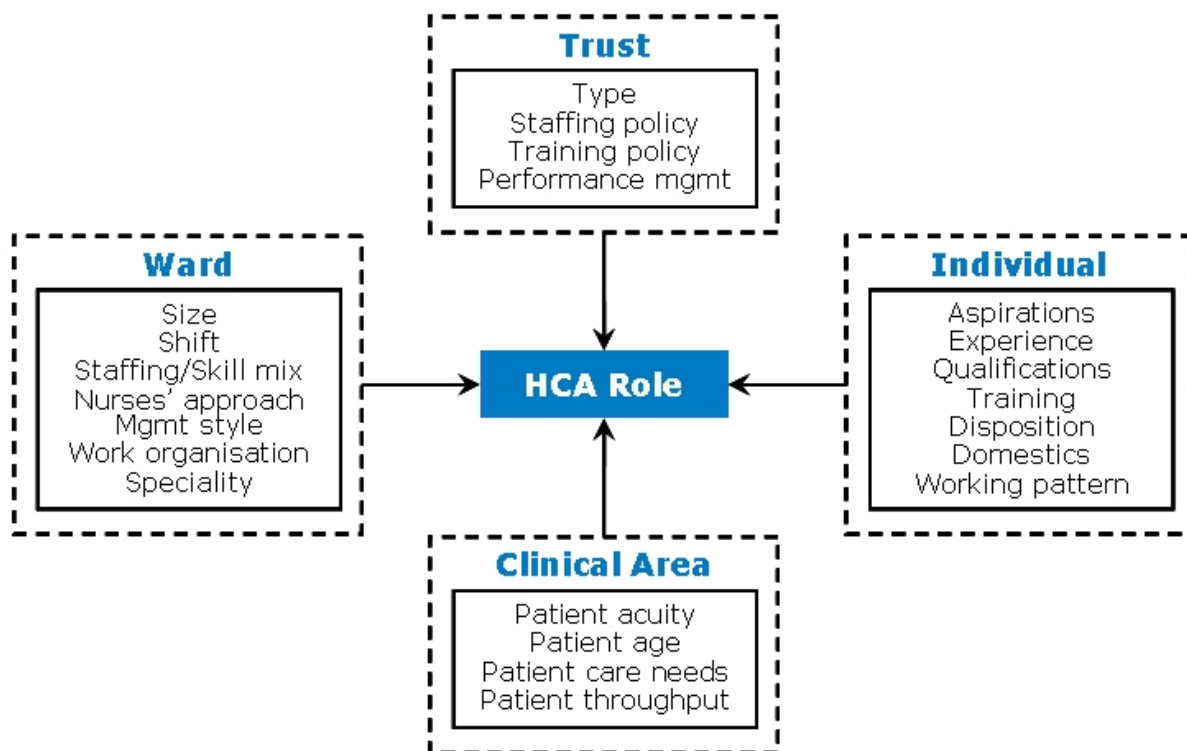 Trust
Type
Staffing policy
Training policy
Performance mgmt
Ward
Size
Shift
Staffing/Skill mix
Nurses' approach
Mgmt style
Work organisation
Speciality
HCA Role
Individual
Aspirations
Experience
Qualifications
Training
Disposition
Domestics
Working pattern
Clinical Area
Patient acuity
Patient age
Patient care needs
Patient throughput